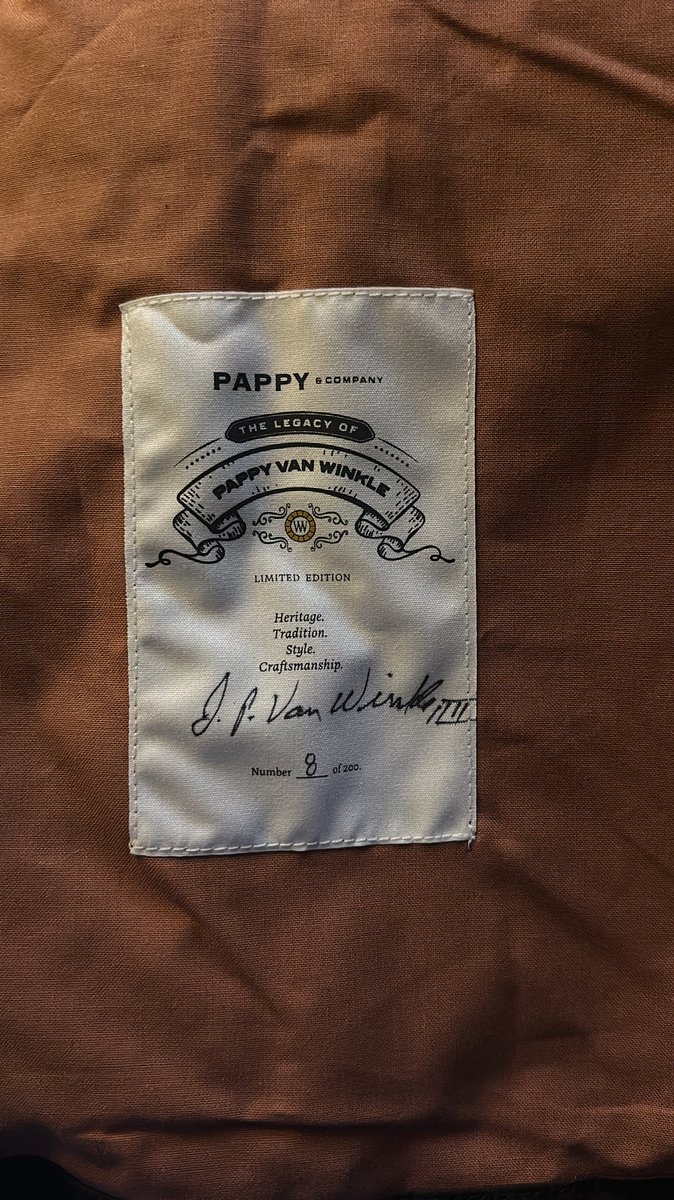 PAPPY & COMPANY
THE LEGACY OF
PAPPY VAN WINKLE
VW
LIMITED EDITION
Heritage.
Tradition.
Style.
Craftsmanship.
J. P. Van Winkle III
Number 8 of 200.